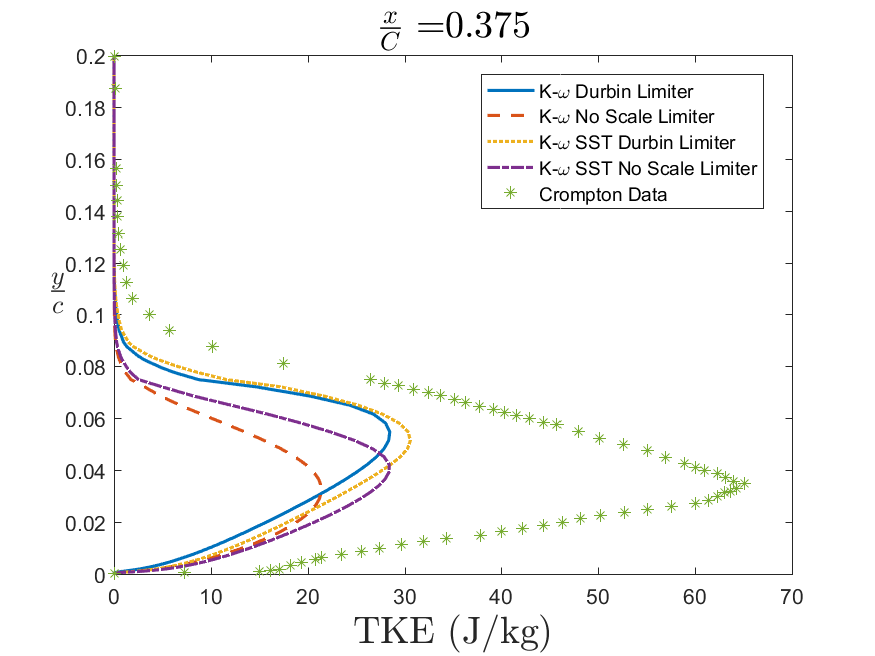 x/C =0.375
0.2
K-ω Durbin Limiter
K-ω No Scale Limiter
K-ω SST Durbin Limiter
K-ω SST No Scale Limiter
Crompton Data
0.18
0.16
0.14
0.12
y/c
0.1
0.08
0.06
0.04
0.02
0
0 10 20 30 40 50 60 70
TKE (J/kg)